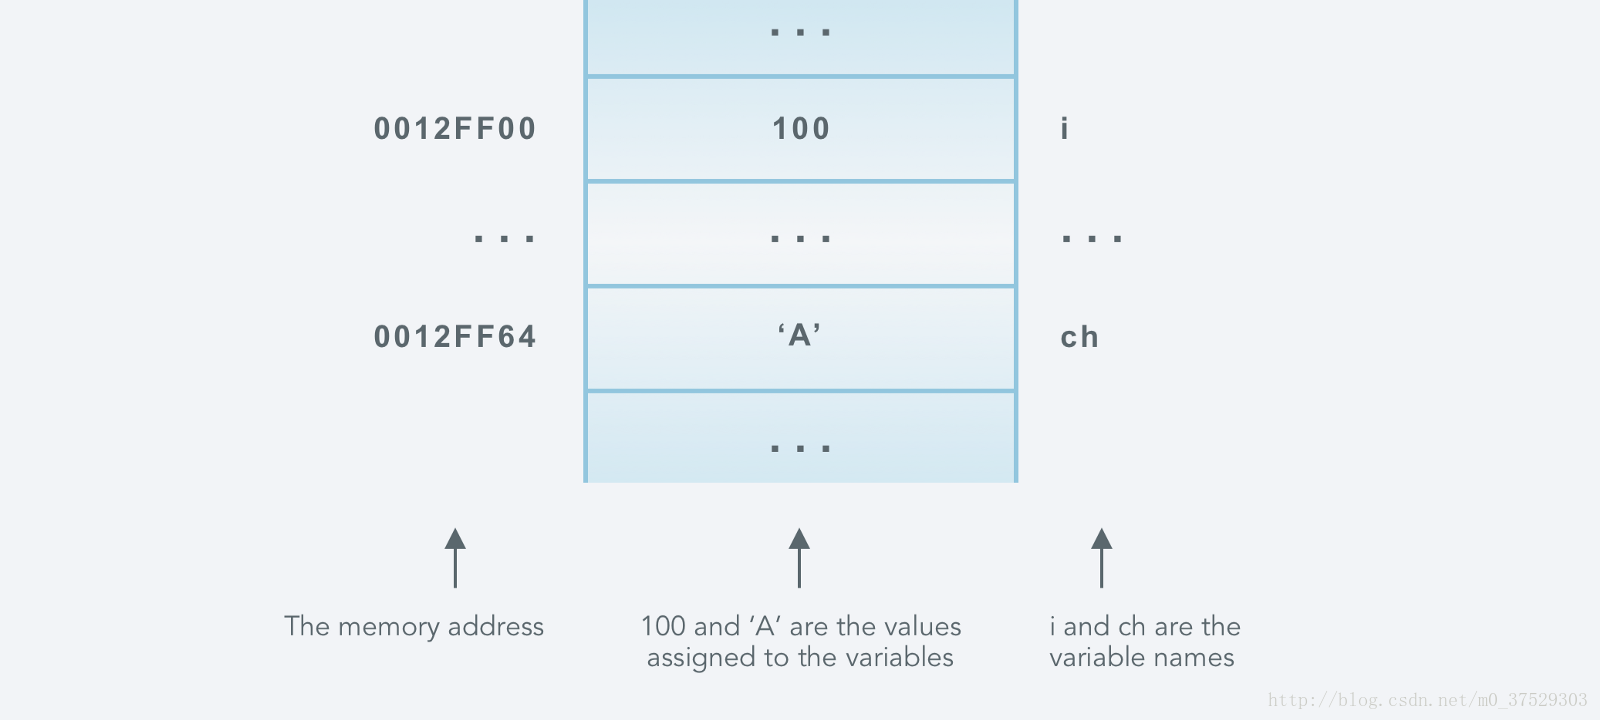 ...
0012FF00 100 i
... ... ...
0012FF64 ‘A’ ch
...
The memory address
100 and ‘A’ are the values
assigned to the variables
i and ch are the
variable names
http://blog.csdn.net/m0_37529303